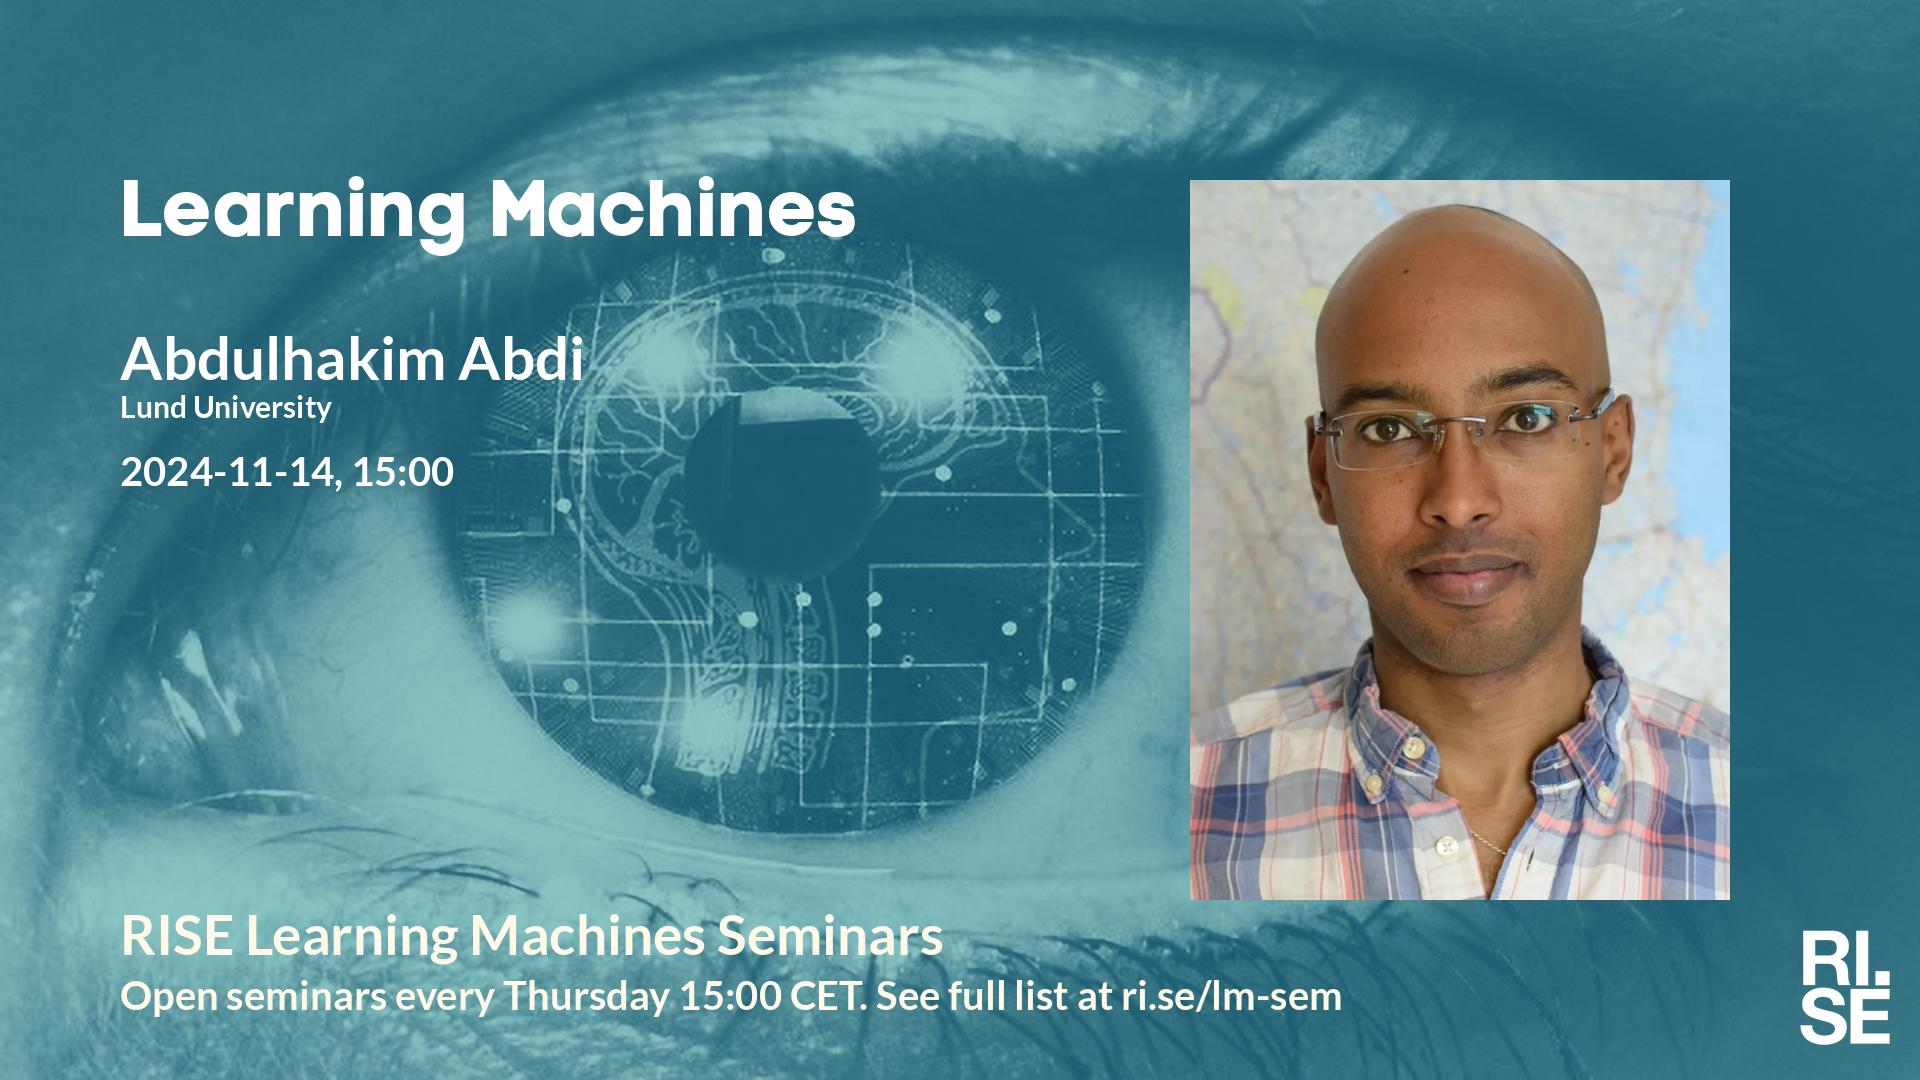 Learning Machines
Abdulhakim Abdi
Lund University
2024-11-14, 15:00
RISE Learning Machines Seminars
Open seminars every Thursday 15:00 CET. See full list at ri.se/lm-sem
RI.
SE